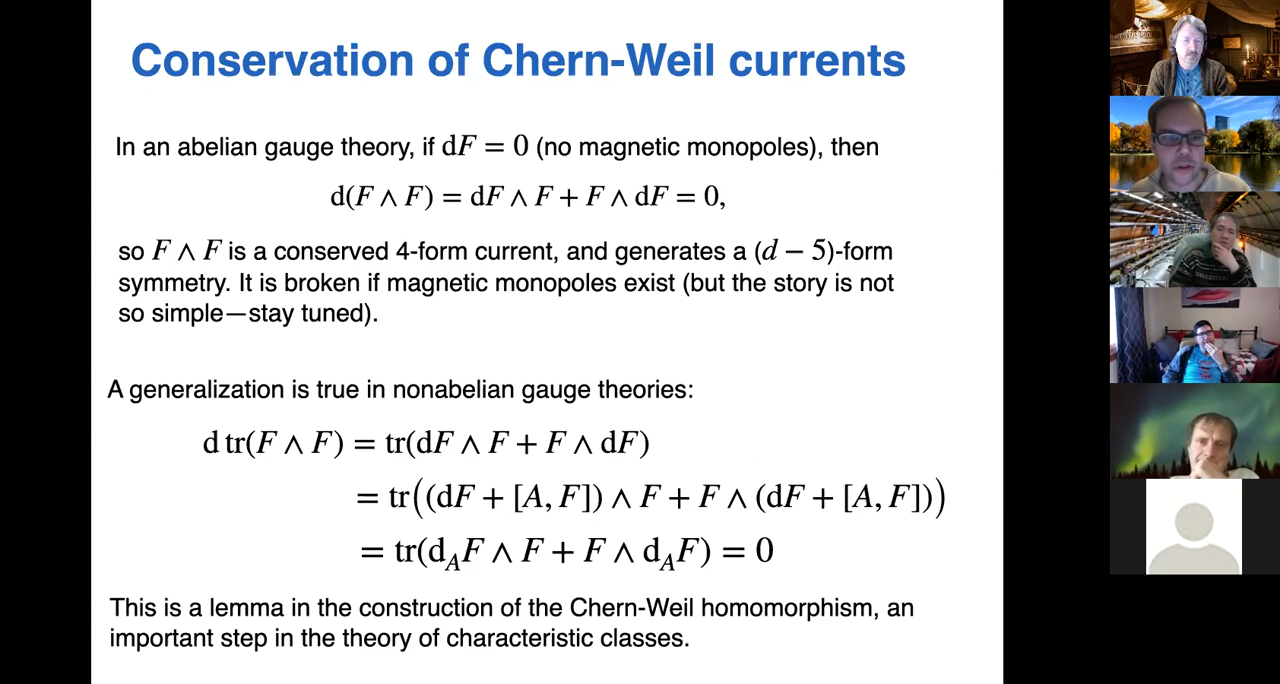 Conservation of Chern-Weil currents
In an abelian gauge theory, if dF = 0 (no magnetic monopoles), then
d(F ∧ F) = dF ∧ F + F ∧ dF = 0,
so F ∧ F is a conserved 4-form current, and generates a (d − 5)-form
symmetry. It is broken if magnetic monopoles exist (but the story is not
so simple—stay tuned).
A generalization is true in nonabelian gauge theories:
d tr(F ∧ F) = tr(dF ∧ F + F ∧ dF)
= tr((dF + [A, F]) ∧ F + F ∧ (dF + [A, F]))
= tr(d_A F ∧ F + F ∧ d_A F) = 0
This is a lemma in the construction of the Chern-Weil homomorphism, an
important step in the theory of characteristic classes.